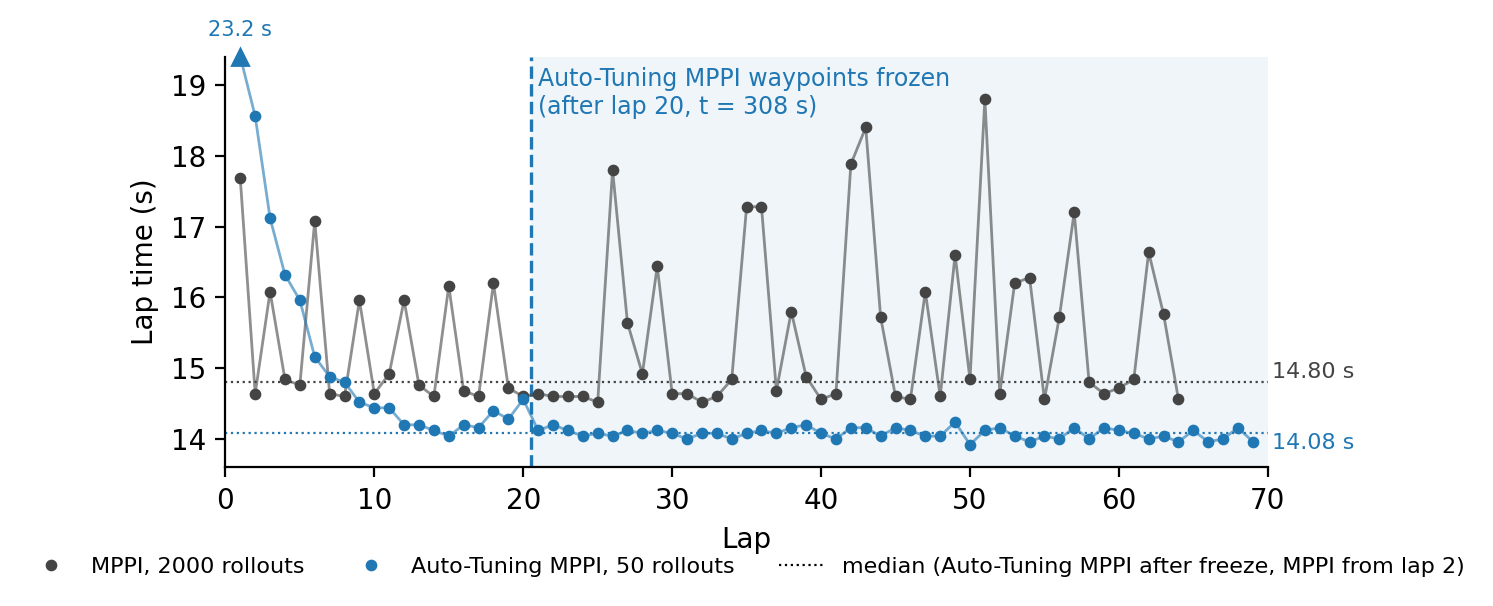 23.2 s
Auto-Tuning MPPI waypoints frozen
(after lap 20, t = 308 s)
Lap time (s)
19
18
17
16
15
14
14.80 s
14.08 s
0 10 20 30 40 50 60 70
Lap
MPPI, 2000 rollouts Auto-Tuning MPPI, 50 rollouts median (Auto-Tuning MPPI after freeze, MPPI from lap 2)